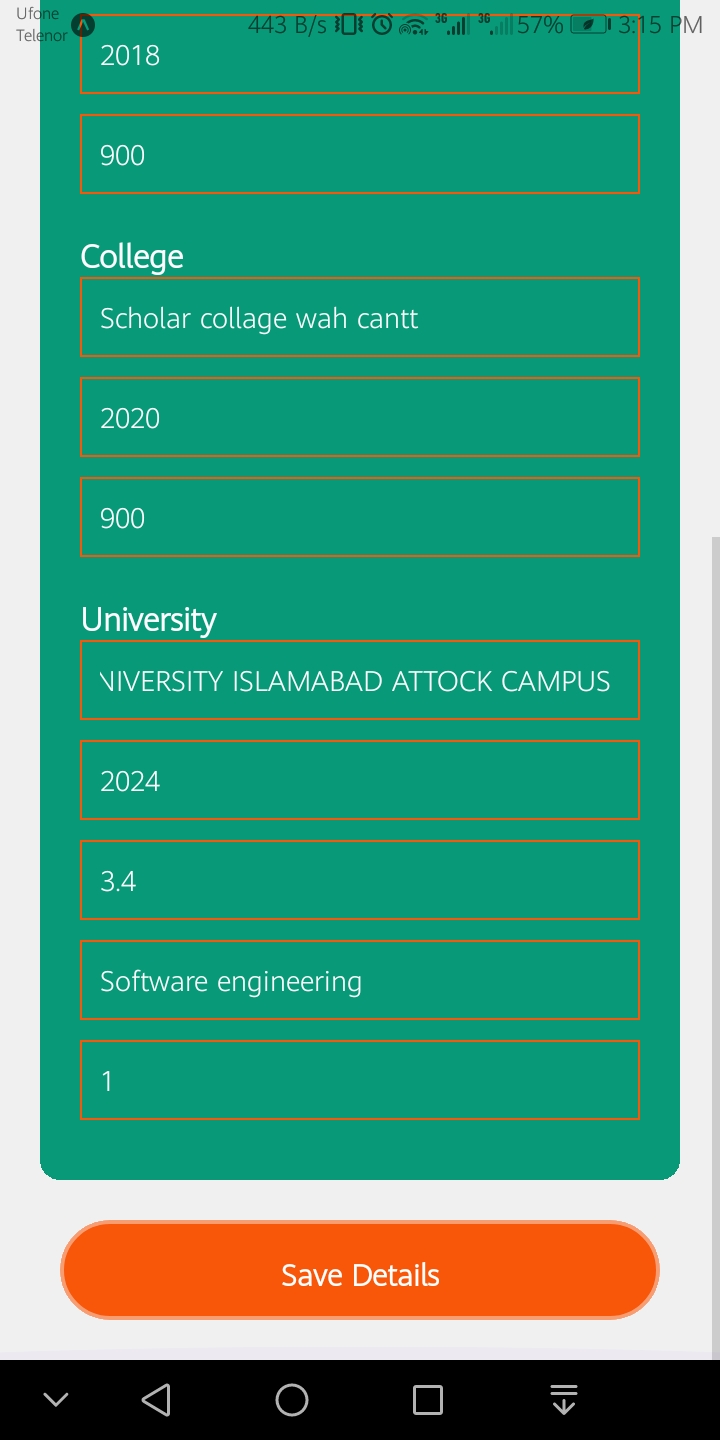 Ufone
Telenor
443 B/s 3G 3G 57% 3:15 PM
2018
900
College
Scholar collage wah cantt
2020
900
University
NIVERSITY ISLAMABAD ATTOCK CAMPUS
2024
3.4
Software engineering
1
Save Details